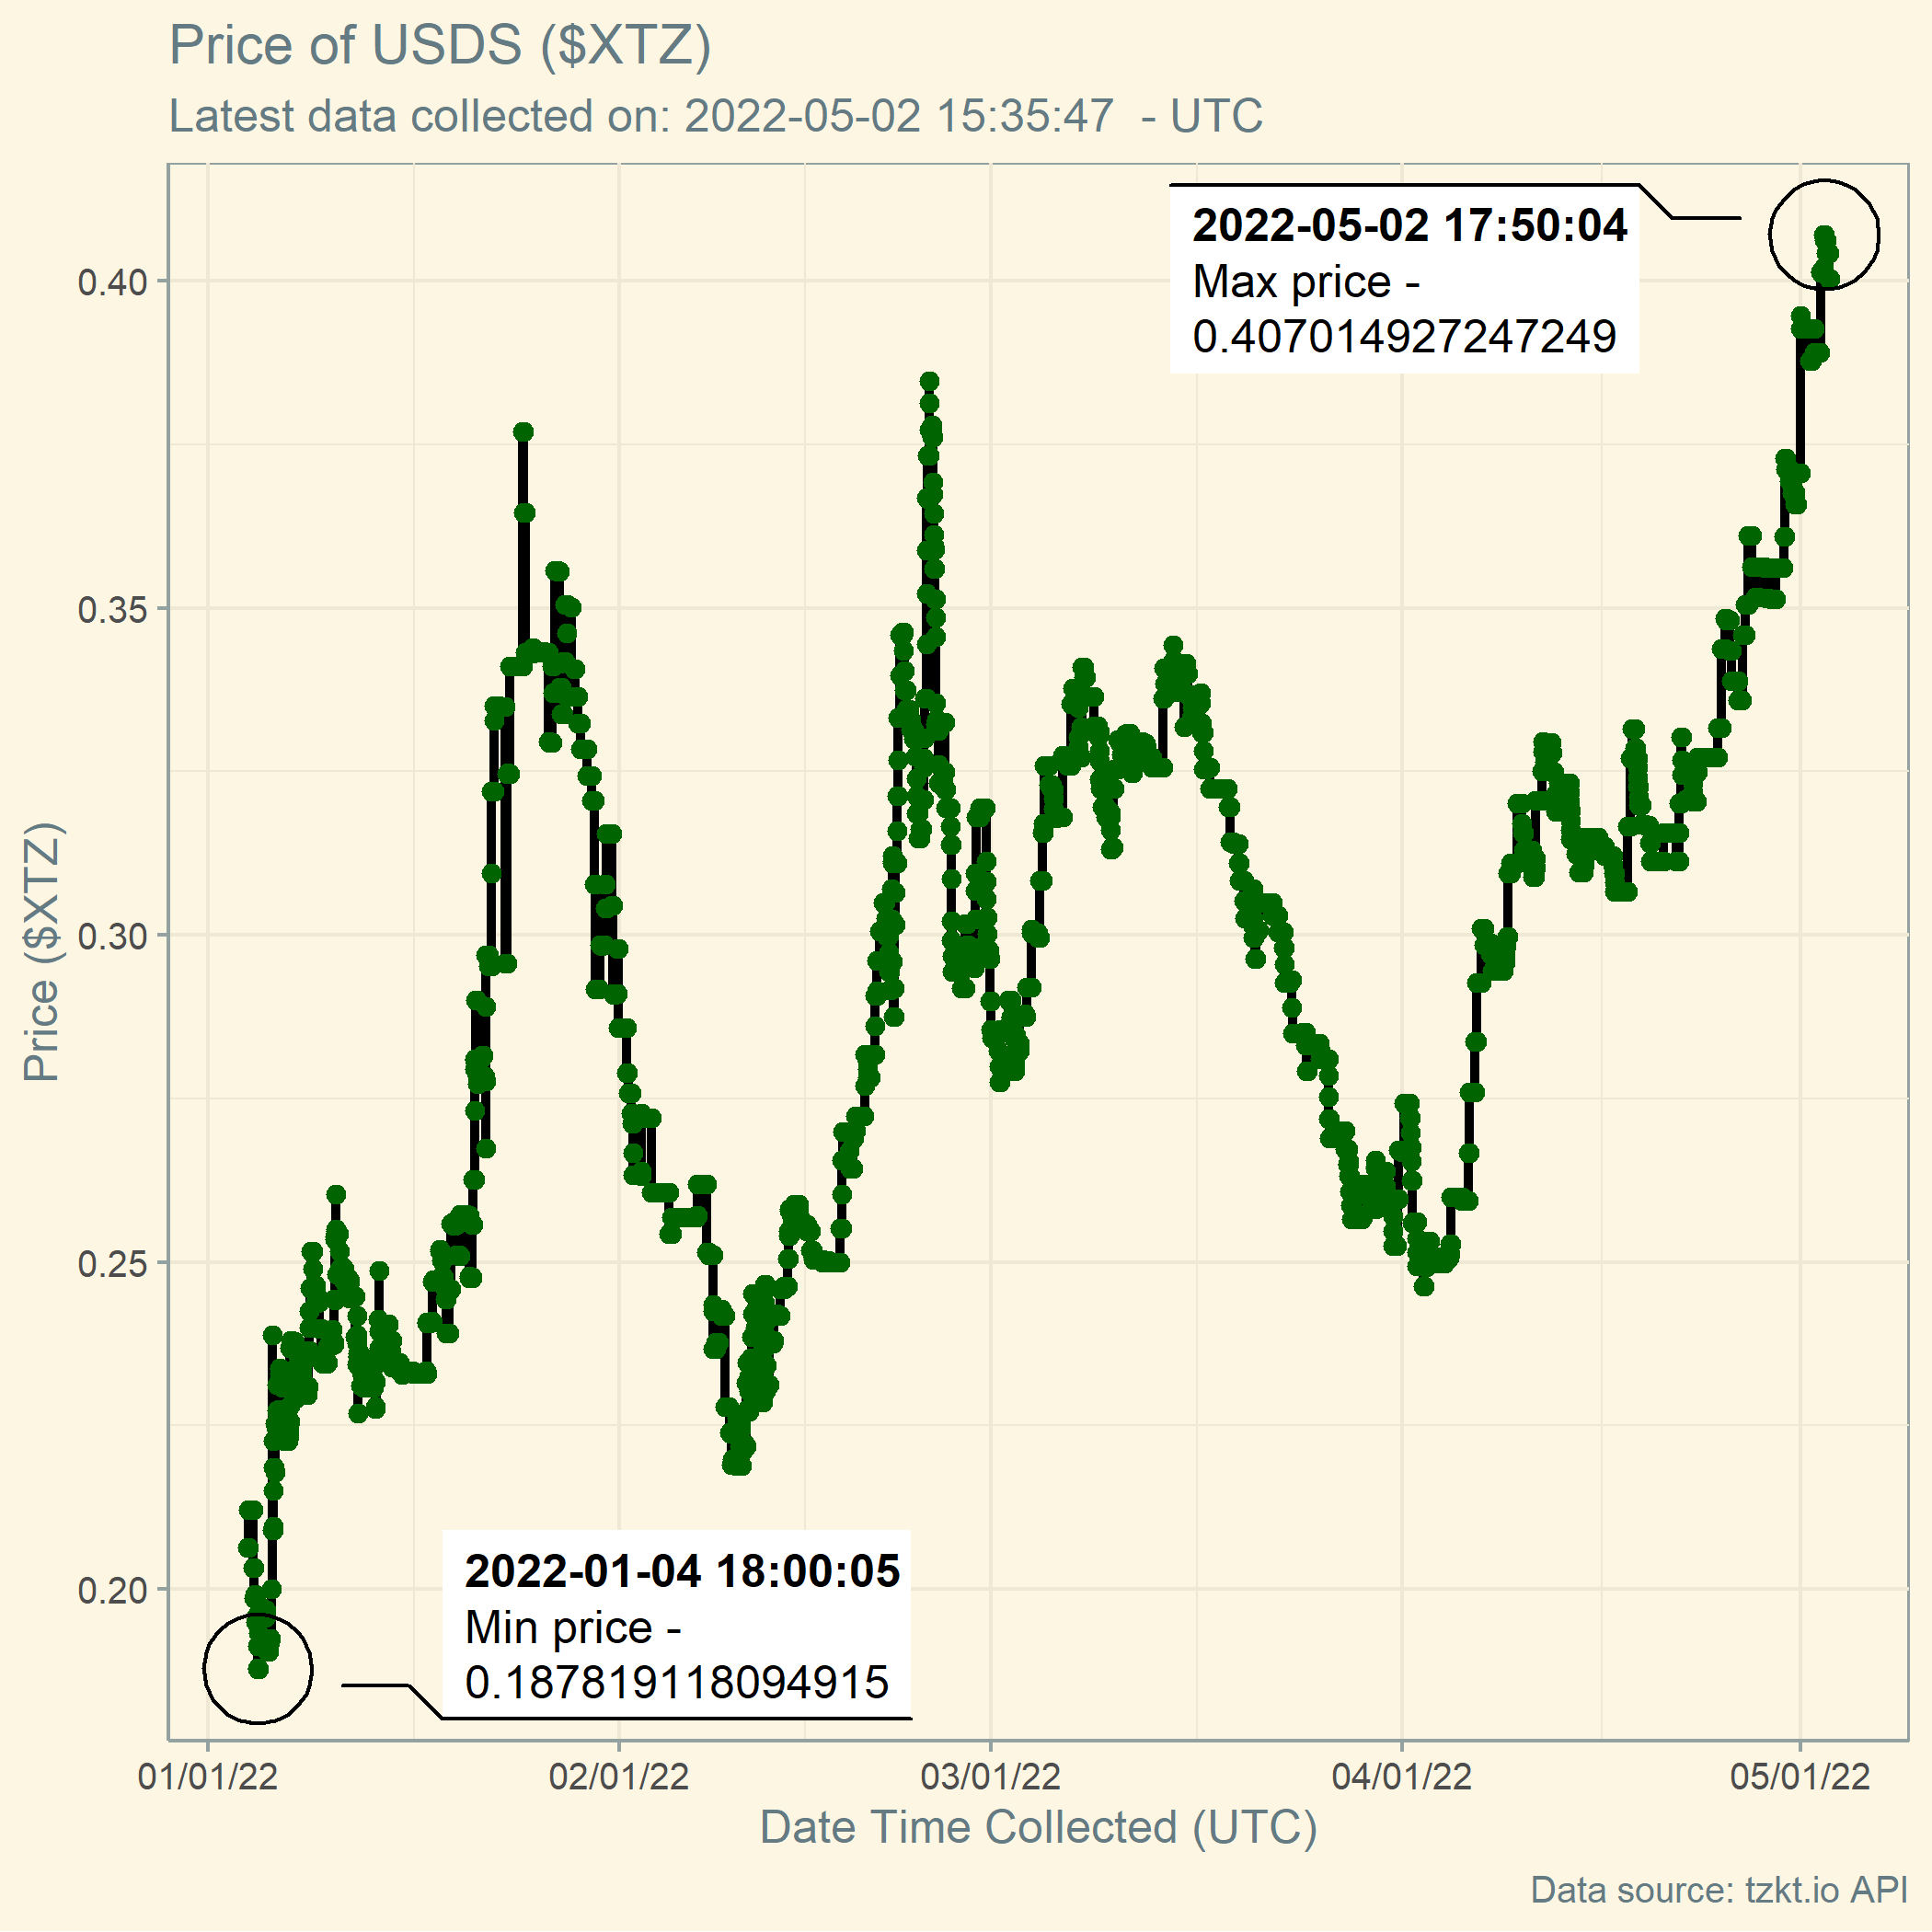 Price of USDS ($XTZ)
Latest data collected on: 2022-05-02 15:35:47  - UTC
2022-05-02 17:50:04
Max price -
0.407014927247249
0.40
0.35
0.30
0.25
0.20
Price ($XTZ)
2022-01-04 18:00:05
Min price -
0.187819118094915
01/01/22 02/01/22 03/01/22 04/01/22 05/01/22
Date Time Collected (UTC)
Data source: tzkt.io API